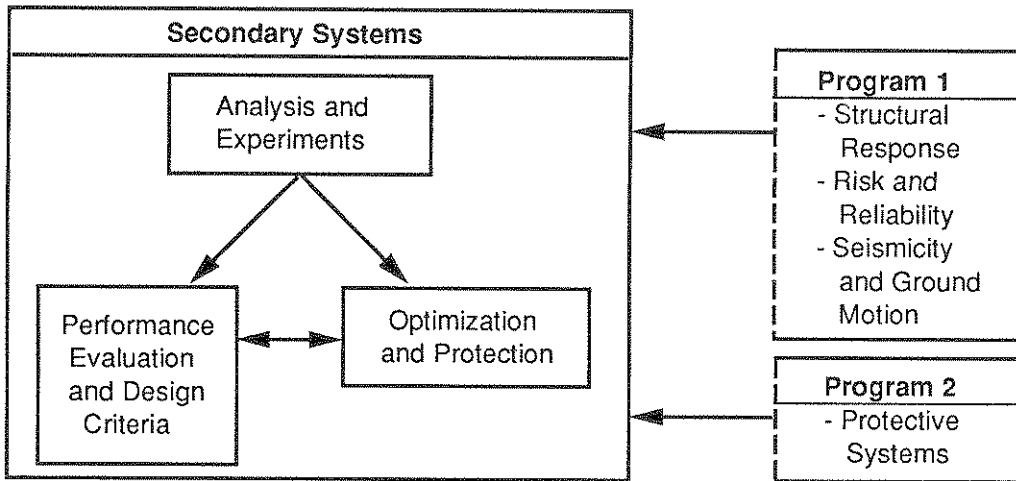 Secondary Systems
Analysis and
Experiments
Performance
Evaluation
and Design
Criteria
Optimization
and Protection
Program 1
- Structural
Response
- Risk and
Reliability
- Seismicity
and Ground
Motion
Program 2
- Protective
Systems